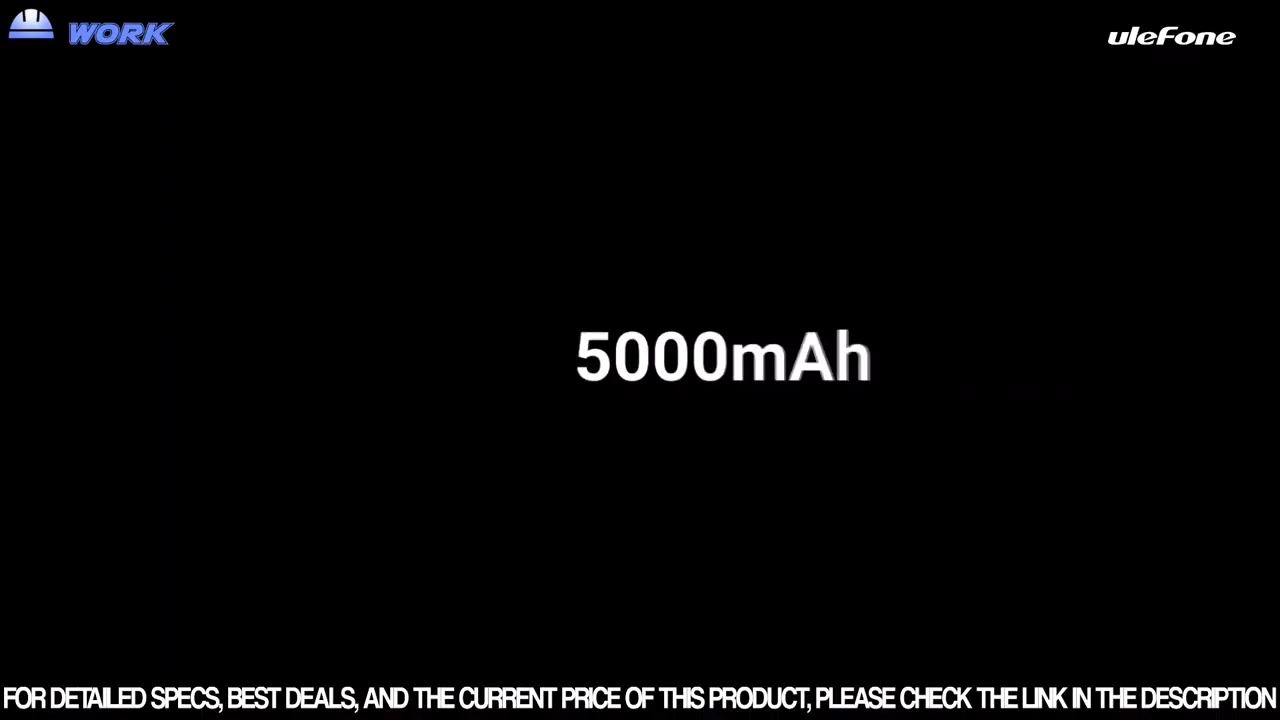 WORK
uleFone
5000mAh
FOR DETAILED SPECS, BEST DEALS, AND THE CURRENT PRICE OF THIS PRODUCT, PLEASE CHECK THE LINK IN THE DESCRIPTION